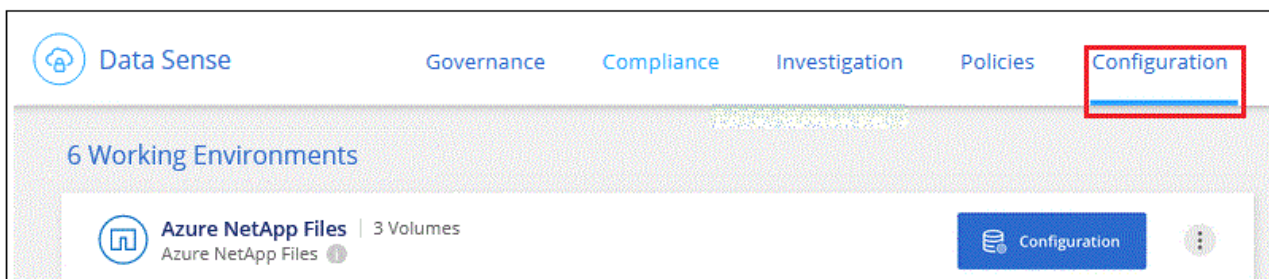 Data Sense Governance Compliance Investigation Policies Configuration
6 Working Environments
Azure NetApp Files | 3 Volumes
Azure NetApp Files
Configuration